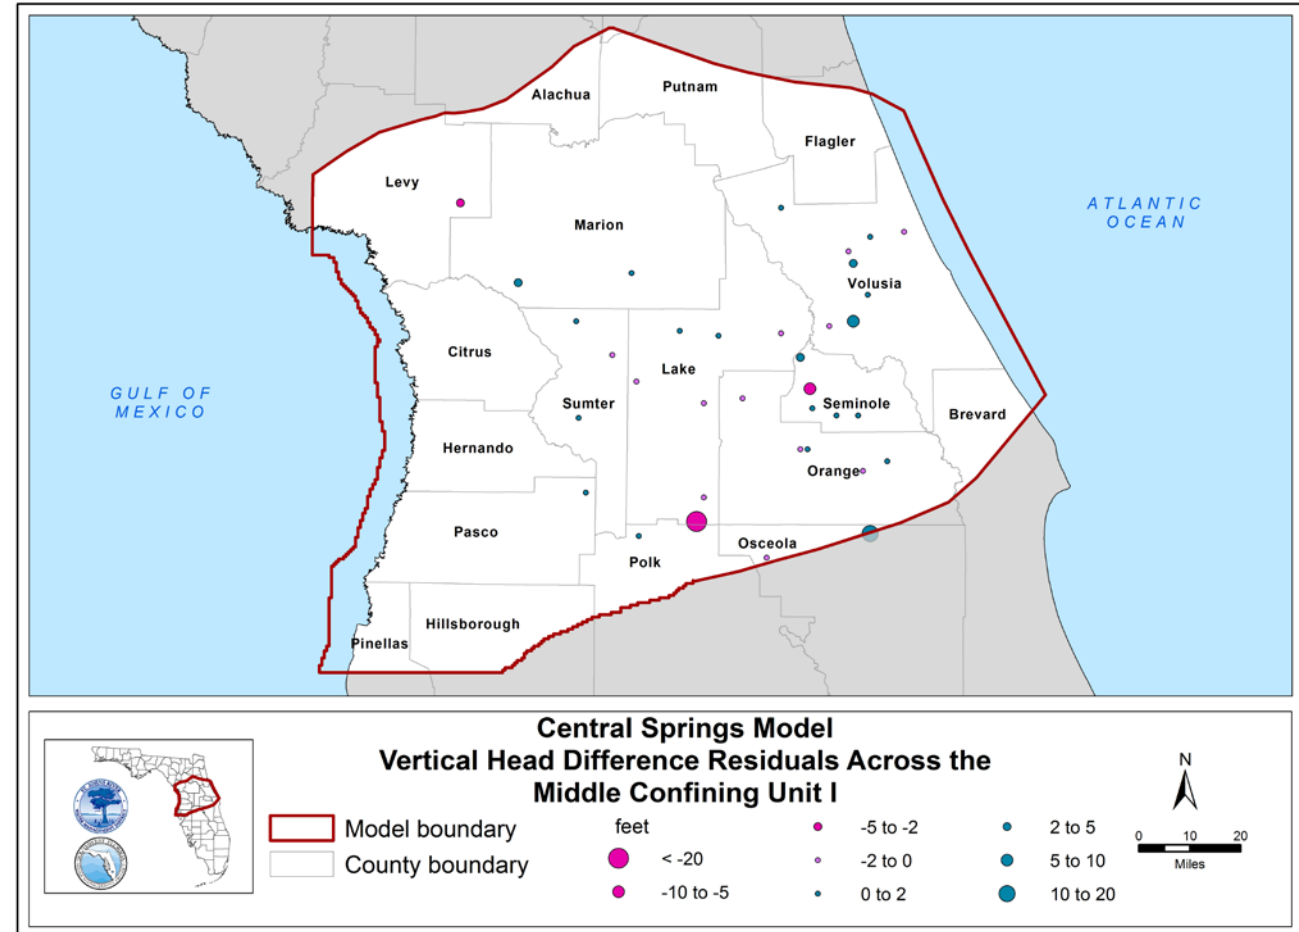 Putnam
Alachua
Flagler
Levy
ATLANTIC
OCEAN
Marion
Volusia
Citrus
Lake
GULF OF
MEXICO
Sumter
Seminole
Brevard
Hernando
Orange
Pasco
Osceola
Polk
Hillsborough
Pinellas
Central Springs Model
Vertical Head Difference Residuals Across the
Middle Confining Unit I
Model boundary
County boundary
feet
< -20
-10 to -5
-5 to -2
-2 to 0
0 to 2
2 to 5
5 to 10
10 to 20
N
0 10 20
Miles